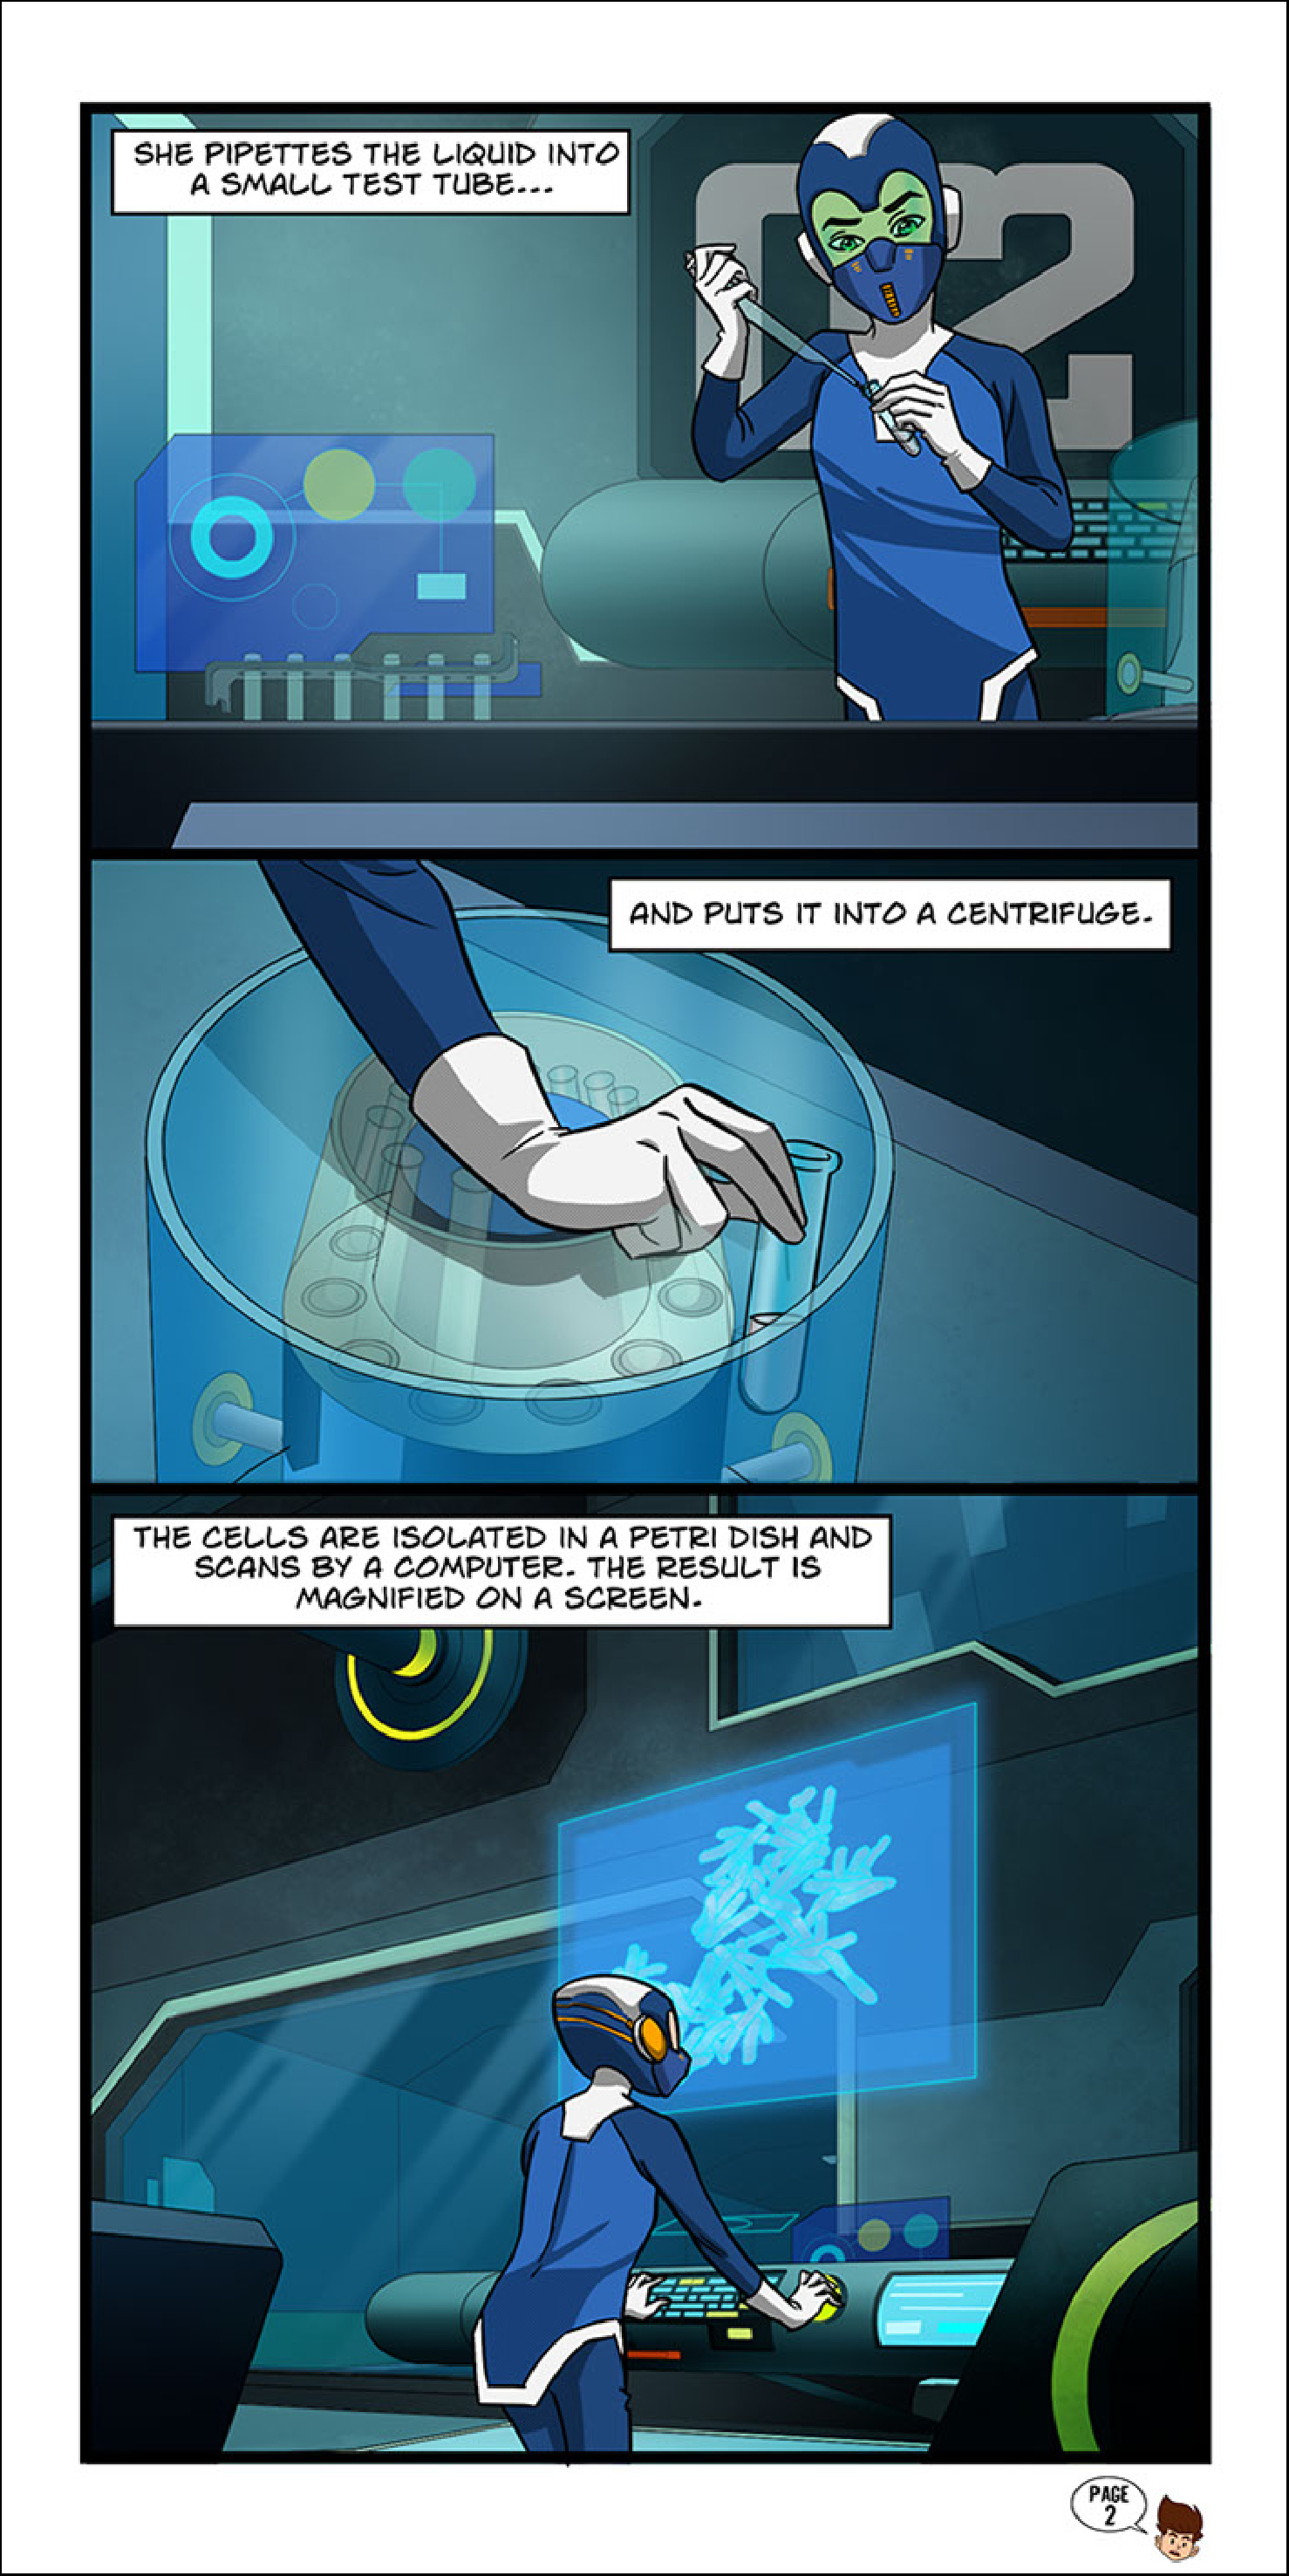 SHE PIPETTES THE LIQUID INTO
A SMALL TEST TUBE...
02
AND PUTS IT INTO A CENTRIFUGE.
THE CELLS ARE ISOLATED IN A PETRI DISH AND
SCANS BY A COMPUTER. THE RESULT IS
MAGNIFIED ON A SCREEN.
PAGE
2